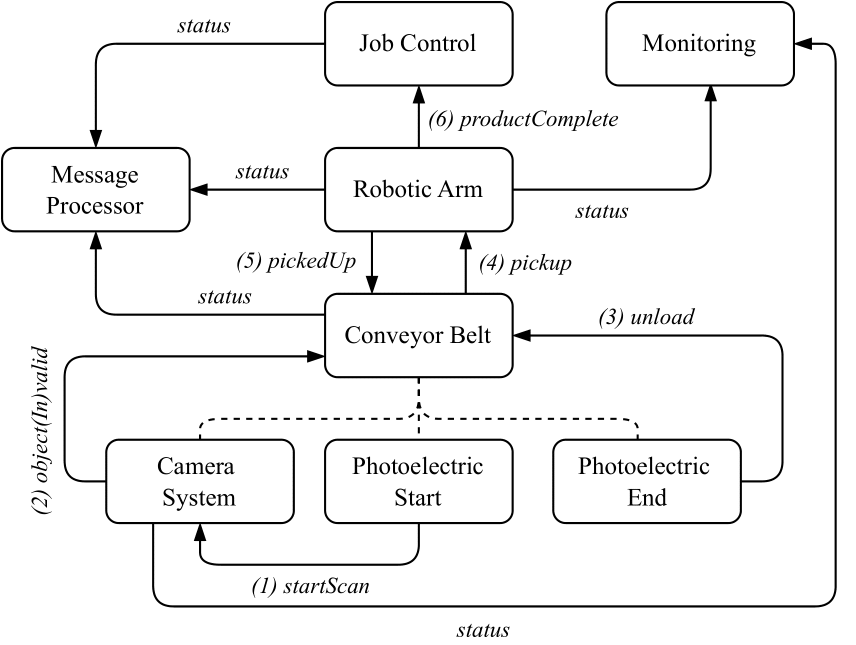 status
Job Control
Monitoring
(6) productComplete
Message
Processor
status
Robotic Arm
status
(5) pickedUp
(4) pickup
status
Conveyor Belt
(3) unload
(2) object(In)valid
Camera
System
Photoelectric
Start
Photoelectric
End
(1) startScan
status